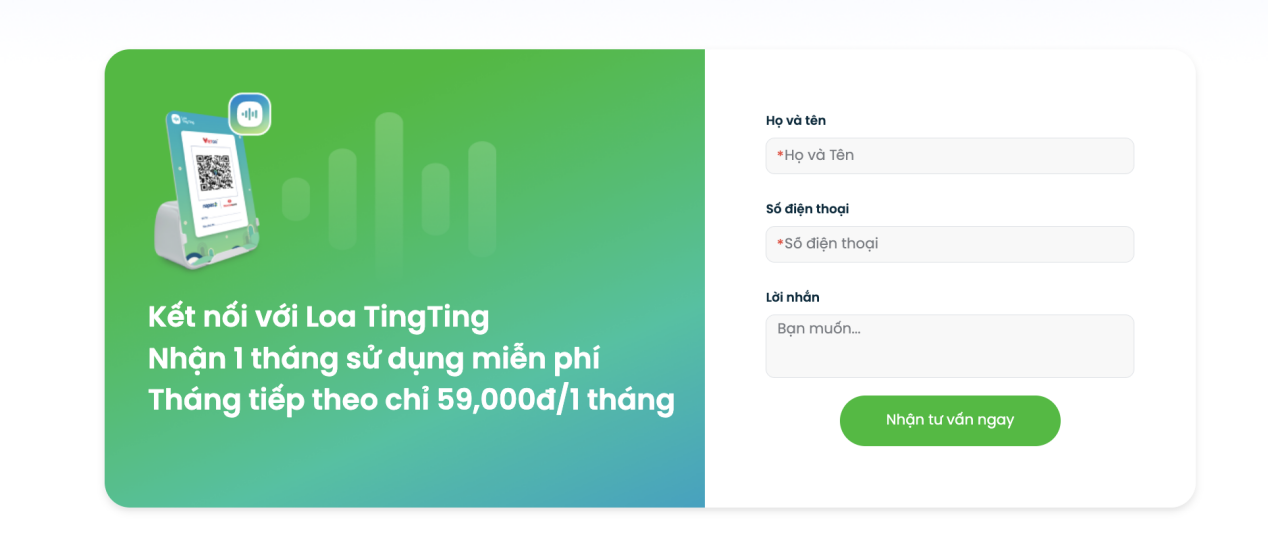 Kết nối với Loa TingTing
Nhận 1 tháng sử dụng miễn phí
Tháng tiếp theo chỉ 59,000đ/1 tháng
Họ và tên
*Họ và Tên
Số điện thoại
*Số điện thoại
Lời nhắn
Bạn muốn...
Nhận tư vấn ngay